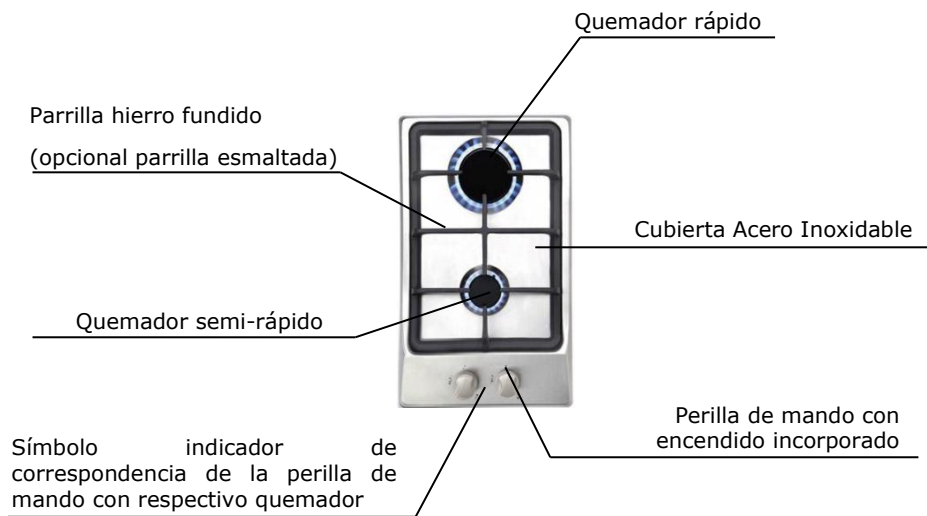 Quemador rápido
Parrilla hierro fundido
(opcional parrilla esmaltada)
Cubierta Acero Inoxidable
Quemador semi-rápido
Perilla de mando con
encendido incorporado
Símbolo indicador de
correspondencia de la perilla de
mando con respectivo quemador